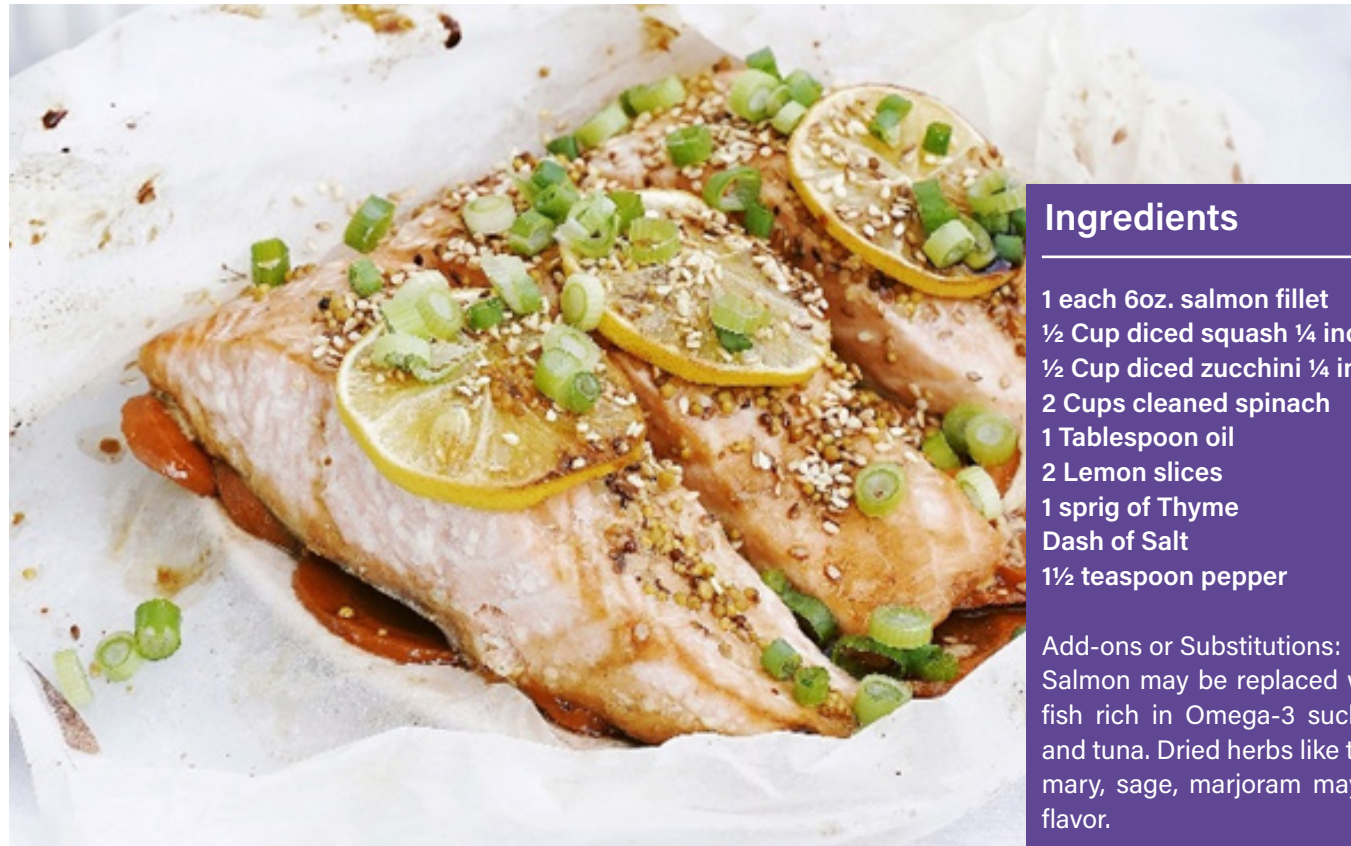 Ingredients
1 each 6oz. salmon fillet
½ Cup diced squash ¼
½ Cup diced zucchini ¼
2 Cups cleaned spinach
1 Tablespoon oil
2 Lemon slices
1 sprig of Thyme
Dash of Salt
1½ teaspoon pepper
Add-ons or Substitutions:
Salmon may be replaced
fish rich in Omega-3
and tuna. Dried herbs like
mary, sage, marjoram
flavor.